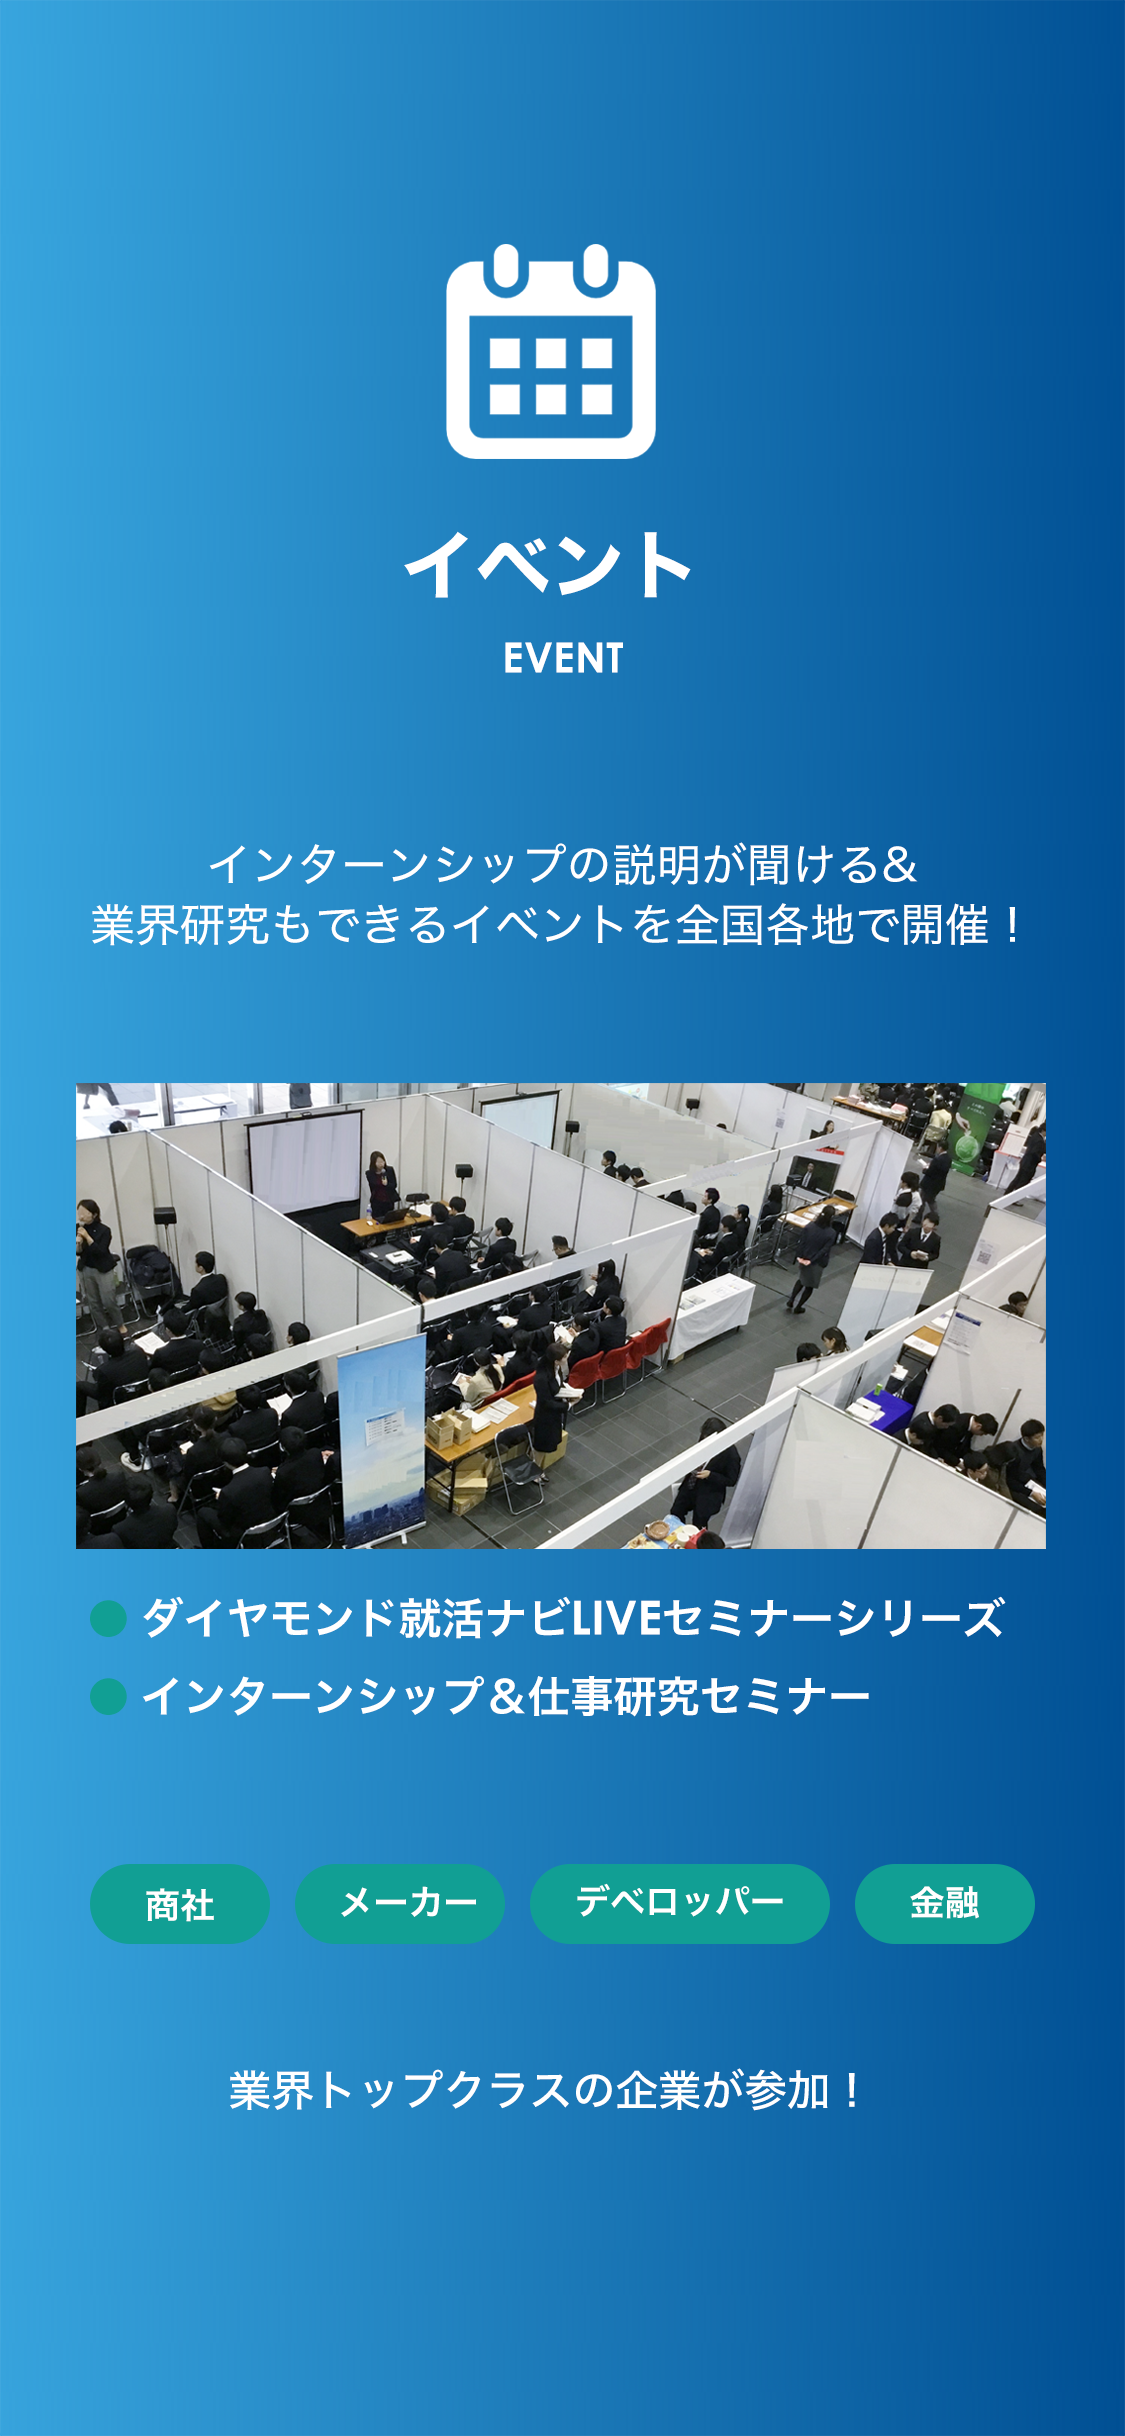 イベント
EVENT
インターンシップの説明が聞ける&
業界研究もできるイベントを全国各地で開催！
ダイヤモンド就活ナビLIVEセミナーシリーズ
インターンシップ＆仕事研究セミナー
商社
メーカー
デベロッパー
金融
業界トップクラスの企業が参加！